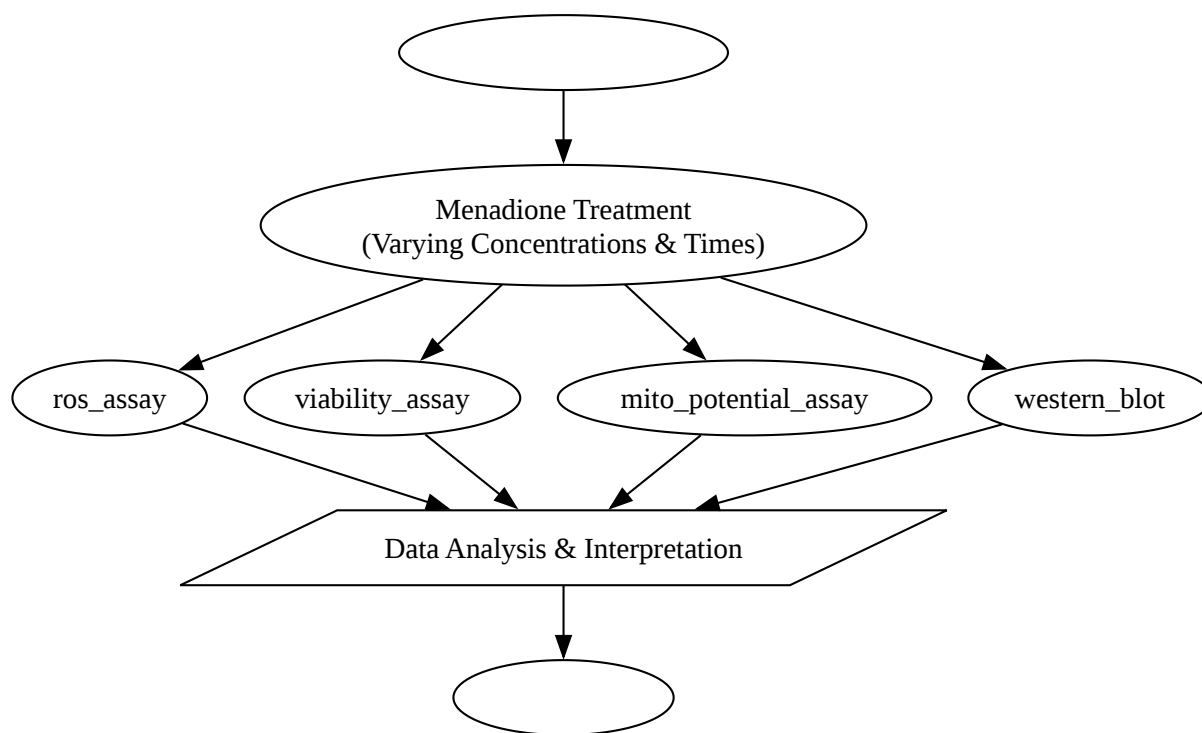 Menadione Treatment
(Varying Concentrations & Times)
ros_assay
viability_assay
mito_potential_assay
western_blot
Data Analysis & Interpretation